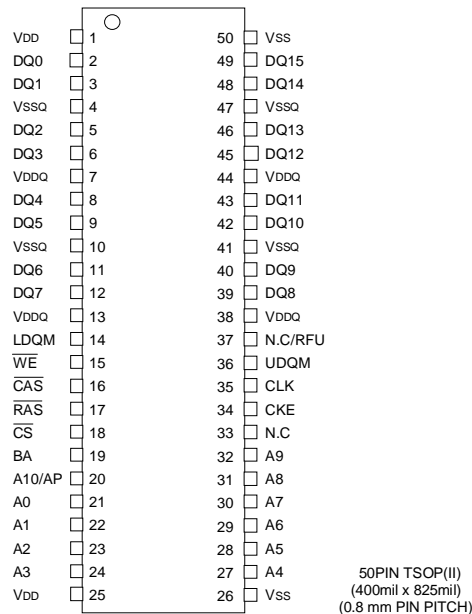 VDD 1 50 VSS
DQ0 2 49 DQ15
DQ1 3 48 DQ14
VSSQ 4 47 VSSQ
DQ2 5 46 DQ13
DQ3 6 45 DQ12
VDDQ 7 44 VDDQ
DQ4 8 43 DQ11
DQ5 9 42 DQ10
VSSQ 10 41 VSSQ
DQ6 11 40 DQ9
DQ7 12 39 DQ8
VDDQ 13 38 VDDQ
LDQM 14 37 N.C/RFU
W̅E̅ 15 36 UDQM
C̅A̅S̅ 16 35 CLK
R̅A̅S̅ 17 34 CKE
C̅S̅ 18 33 N.C
BA 19 32 A9
A10/AP 20 31 A8
A0 21 30 A7
A1 22 29 A6
A2 23 28 A5
A3 24 27 A4
VDD 25 26 VSS
50PIN TSOP(II)
(400mil x 825mil)
(0.8 mm PIN PITCH)